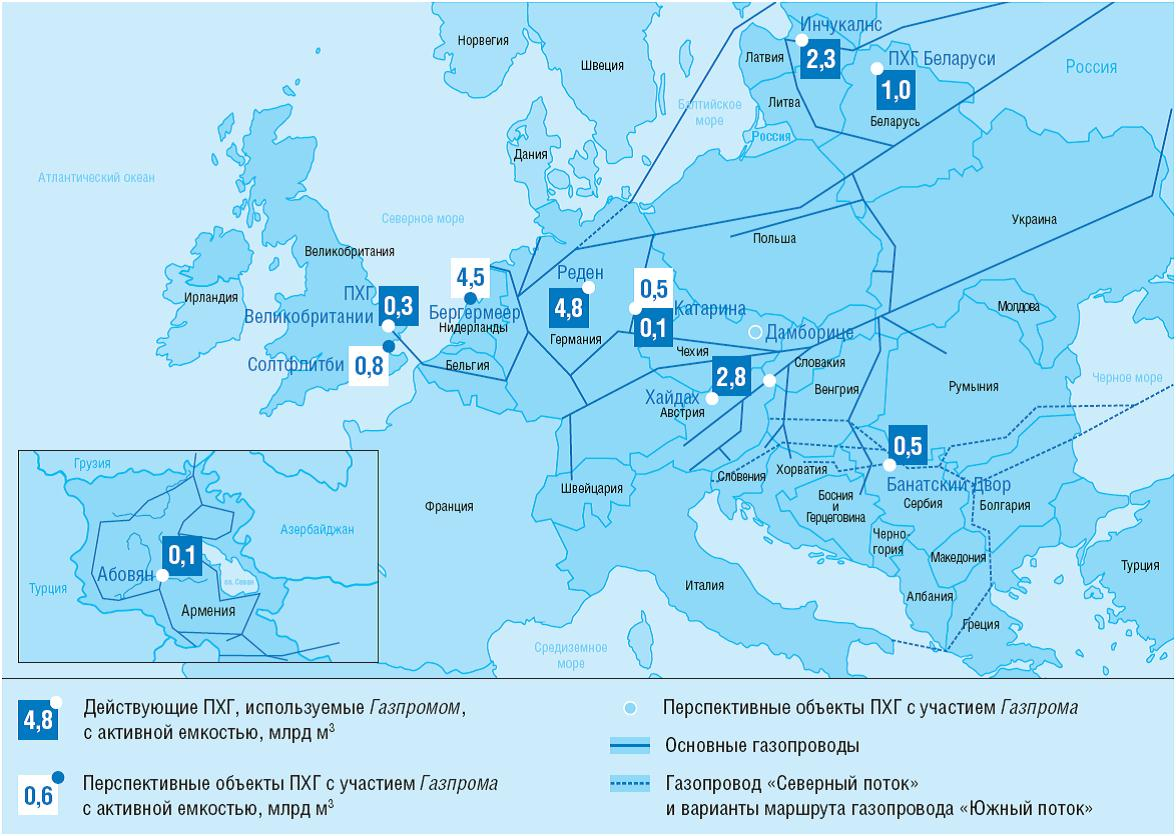 Норвегия
Швеция
Инчукалнс
2,3
Латвия
ПХГ Беларуси
1,0
Россия
Балтийское
море
Литва
Беларусь
Россия
Дания
Атлантический океан
Северное море
Украина
Великобритания
Польша
4,5
Реден
0,5
Ирландия
ПХГ
Великобритании
0,3
Бергермеер
Нидерланды
4,8
Катарина
0,1
Молдова
Германия
Дамборице
Солтфлитби
0,8
Бельгия
Чехия
Словакия
2,8
Венгрия
Румыния
Черное море
Хайдах
Австрия
0,5
Словения
Хорватия
Банатский Двор
Швейцария
Босния
и
Герцеговина
Сербия
Болгария
Франция
Черно-
гория
Македония
Турция
Италия
Албания
Греция
Средиземное
море
Грузия
Азербайджан
0,1
Абовян
оз. Севан
Турция
Армения
4,8
Действующие ПХГ, используемые Газпромом,
с активной емкостью, млрд м³
0,6
Перспективные объекты ПХГ с участием Газпрома
с активной емкостью, млрд м³
Перспективные объекты ПХГ с участием Газпрома
Основные газопроводы
Газопровод «Северный поток»
и варианты маршрута газопровода «Южный поток»